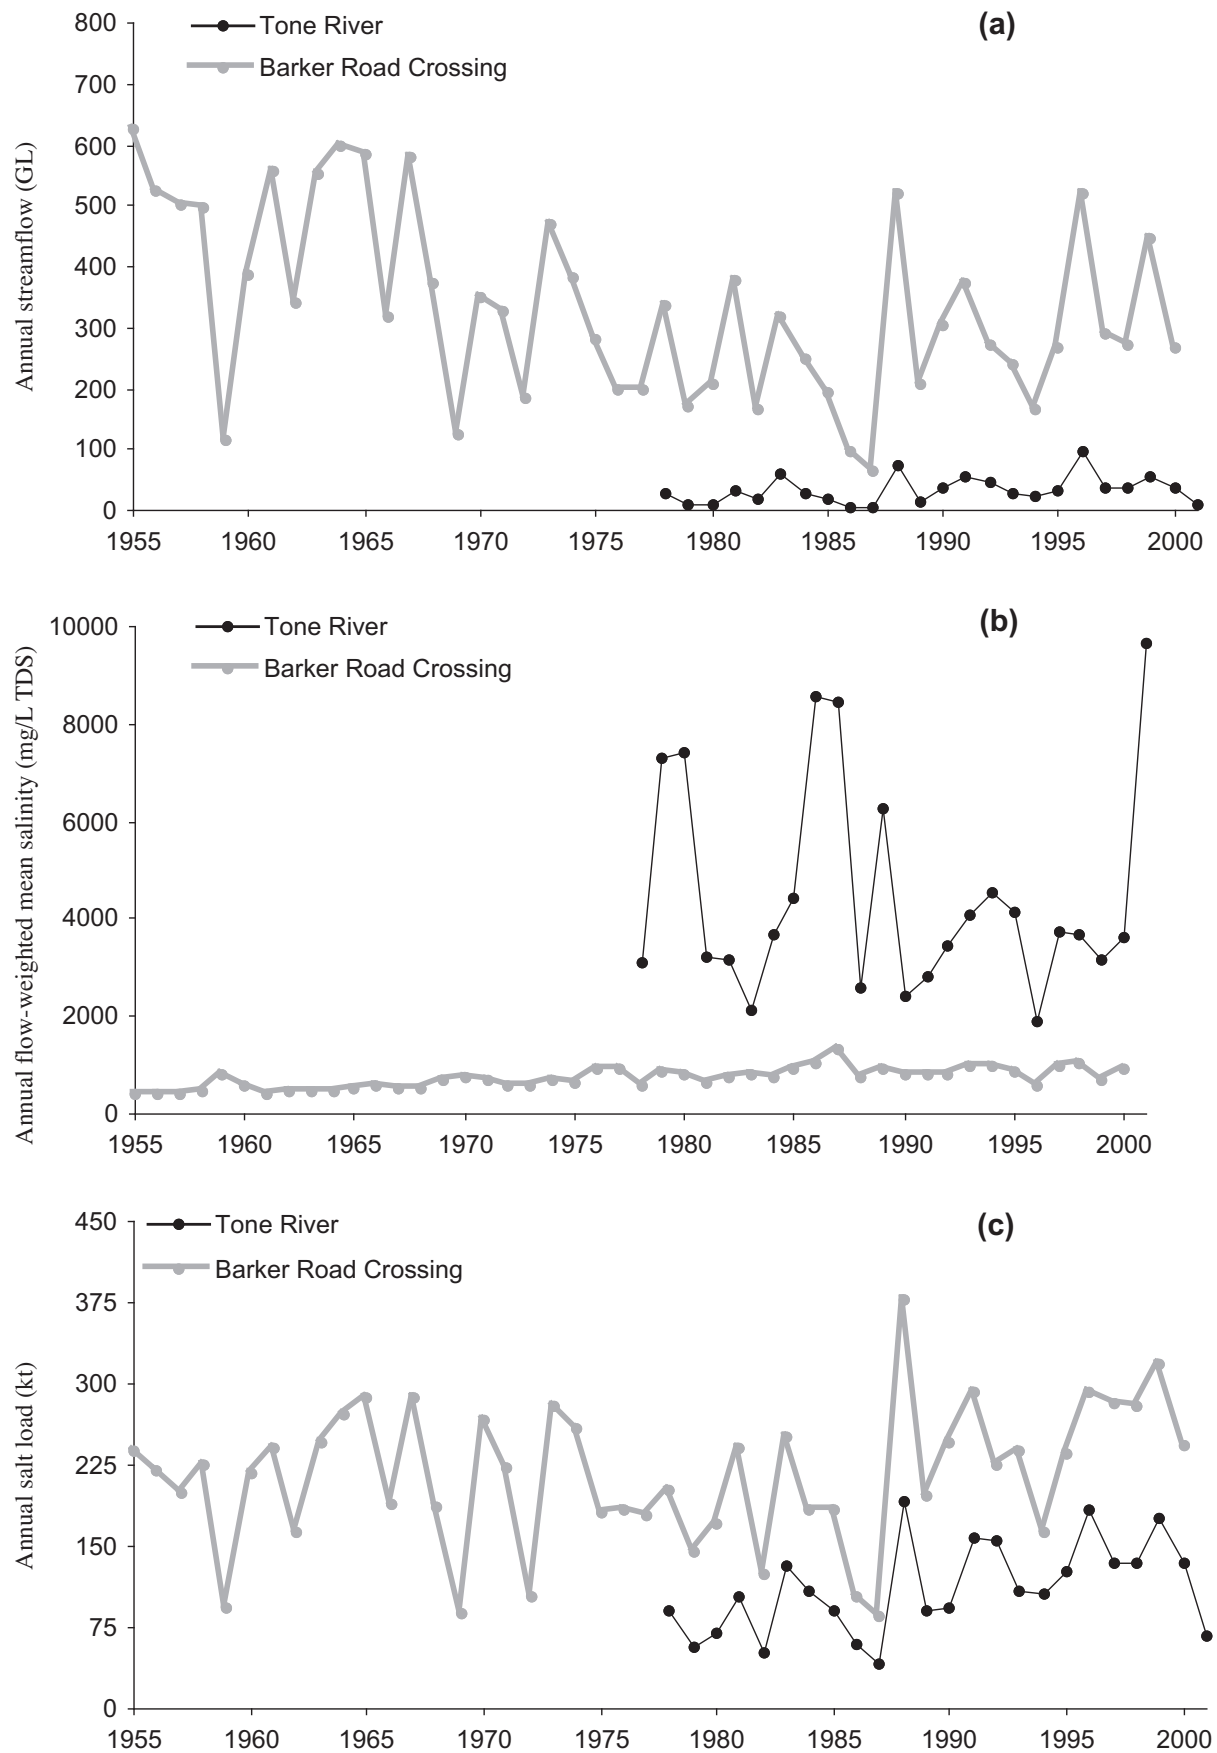 Annual streamflow (GL)
800
700
600
500
400
300
200
100
0
Tone River
Barker Road Crossing
(a)
1955 1960 1965 1970 1975 1980 1985 1990 1995 2000
Annual flow-weighted mean salinity (mg/L TDS)
10000
8000
6000
4000
2000
0
Tone River
Barker Road Crossing
(b)
1955 1960 1965 1970 1975 1980 1985 1990 1995 2000
Annual salt load (kt)
450
375
300
225
150
75
0
Tone River
Barker Road Crossing
(c)
1955 1960 1965 1970 1975 1980 1985 1990 1995 2000